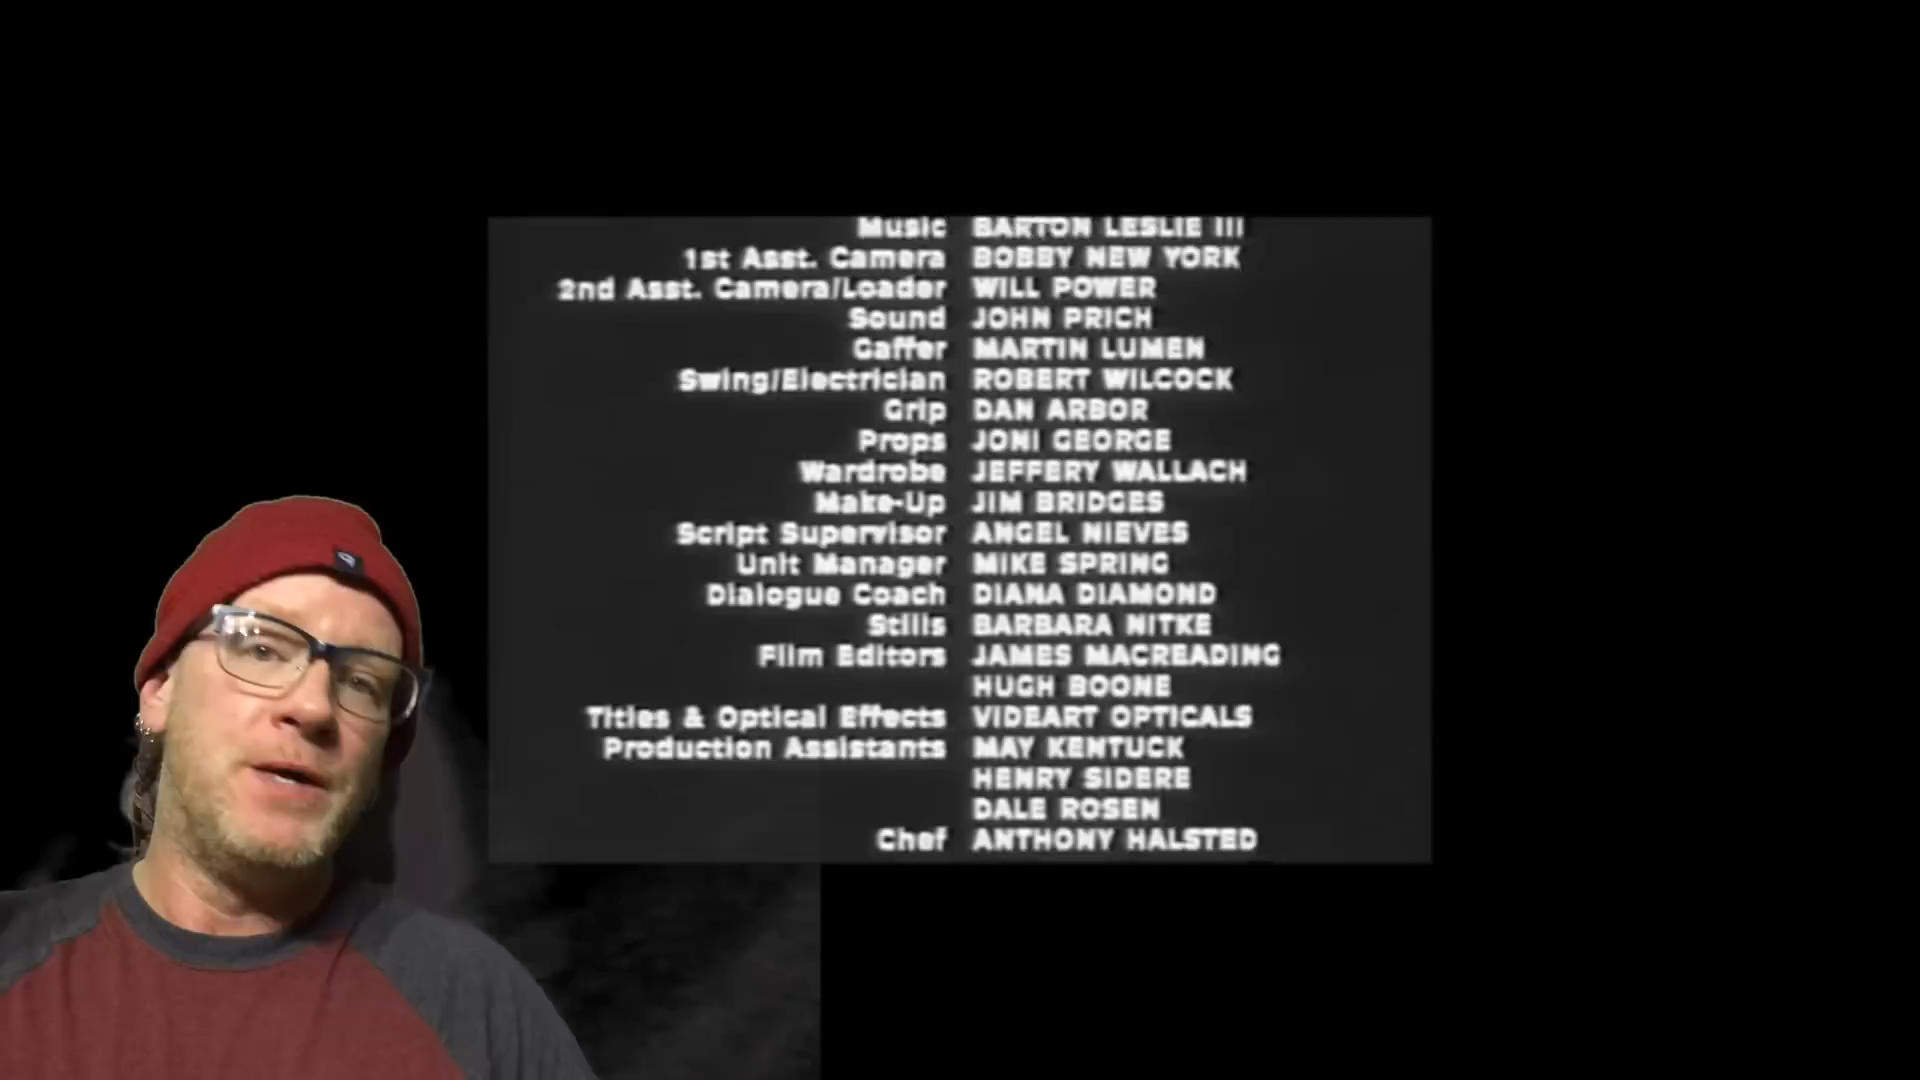 Music BARTON LESLIE III
1st Asst. Camera BOBBY NEW YORK
2nd Asst. Camera/Loader WILL POWER
Sound JOHN PRICH
Gaffer MARTIN LUMEN
Swing/Electrician ROBERT WILCOCK
Grip DAN ARBOR
Props JONI GEORGE
Wardrobe JEFFERY WALLACH
Make-Up JIM BRIDGES
Script Supervisor ANGEL NIEVES
Unit Manager MIKE SPRING
Dialogue Coach DIANA DIAMOND
Stills BARBARA NITKE
Film Editors JAMES MACREADING
HUGH BOONE
Titles & Optical Effects VIDEART OPTICALS
Production Assistants MAY KENTUCK
HENRY SIDERE
DALE ROSEN
Chef ANTHONY HALSTED